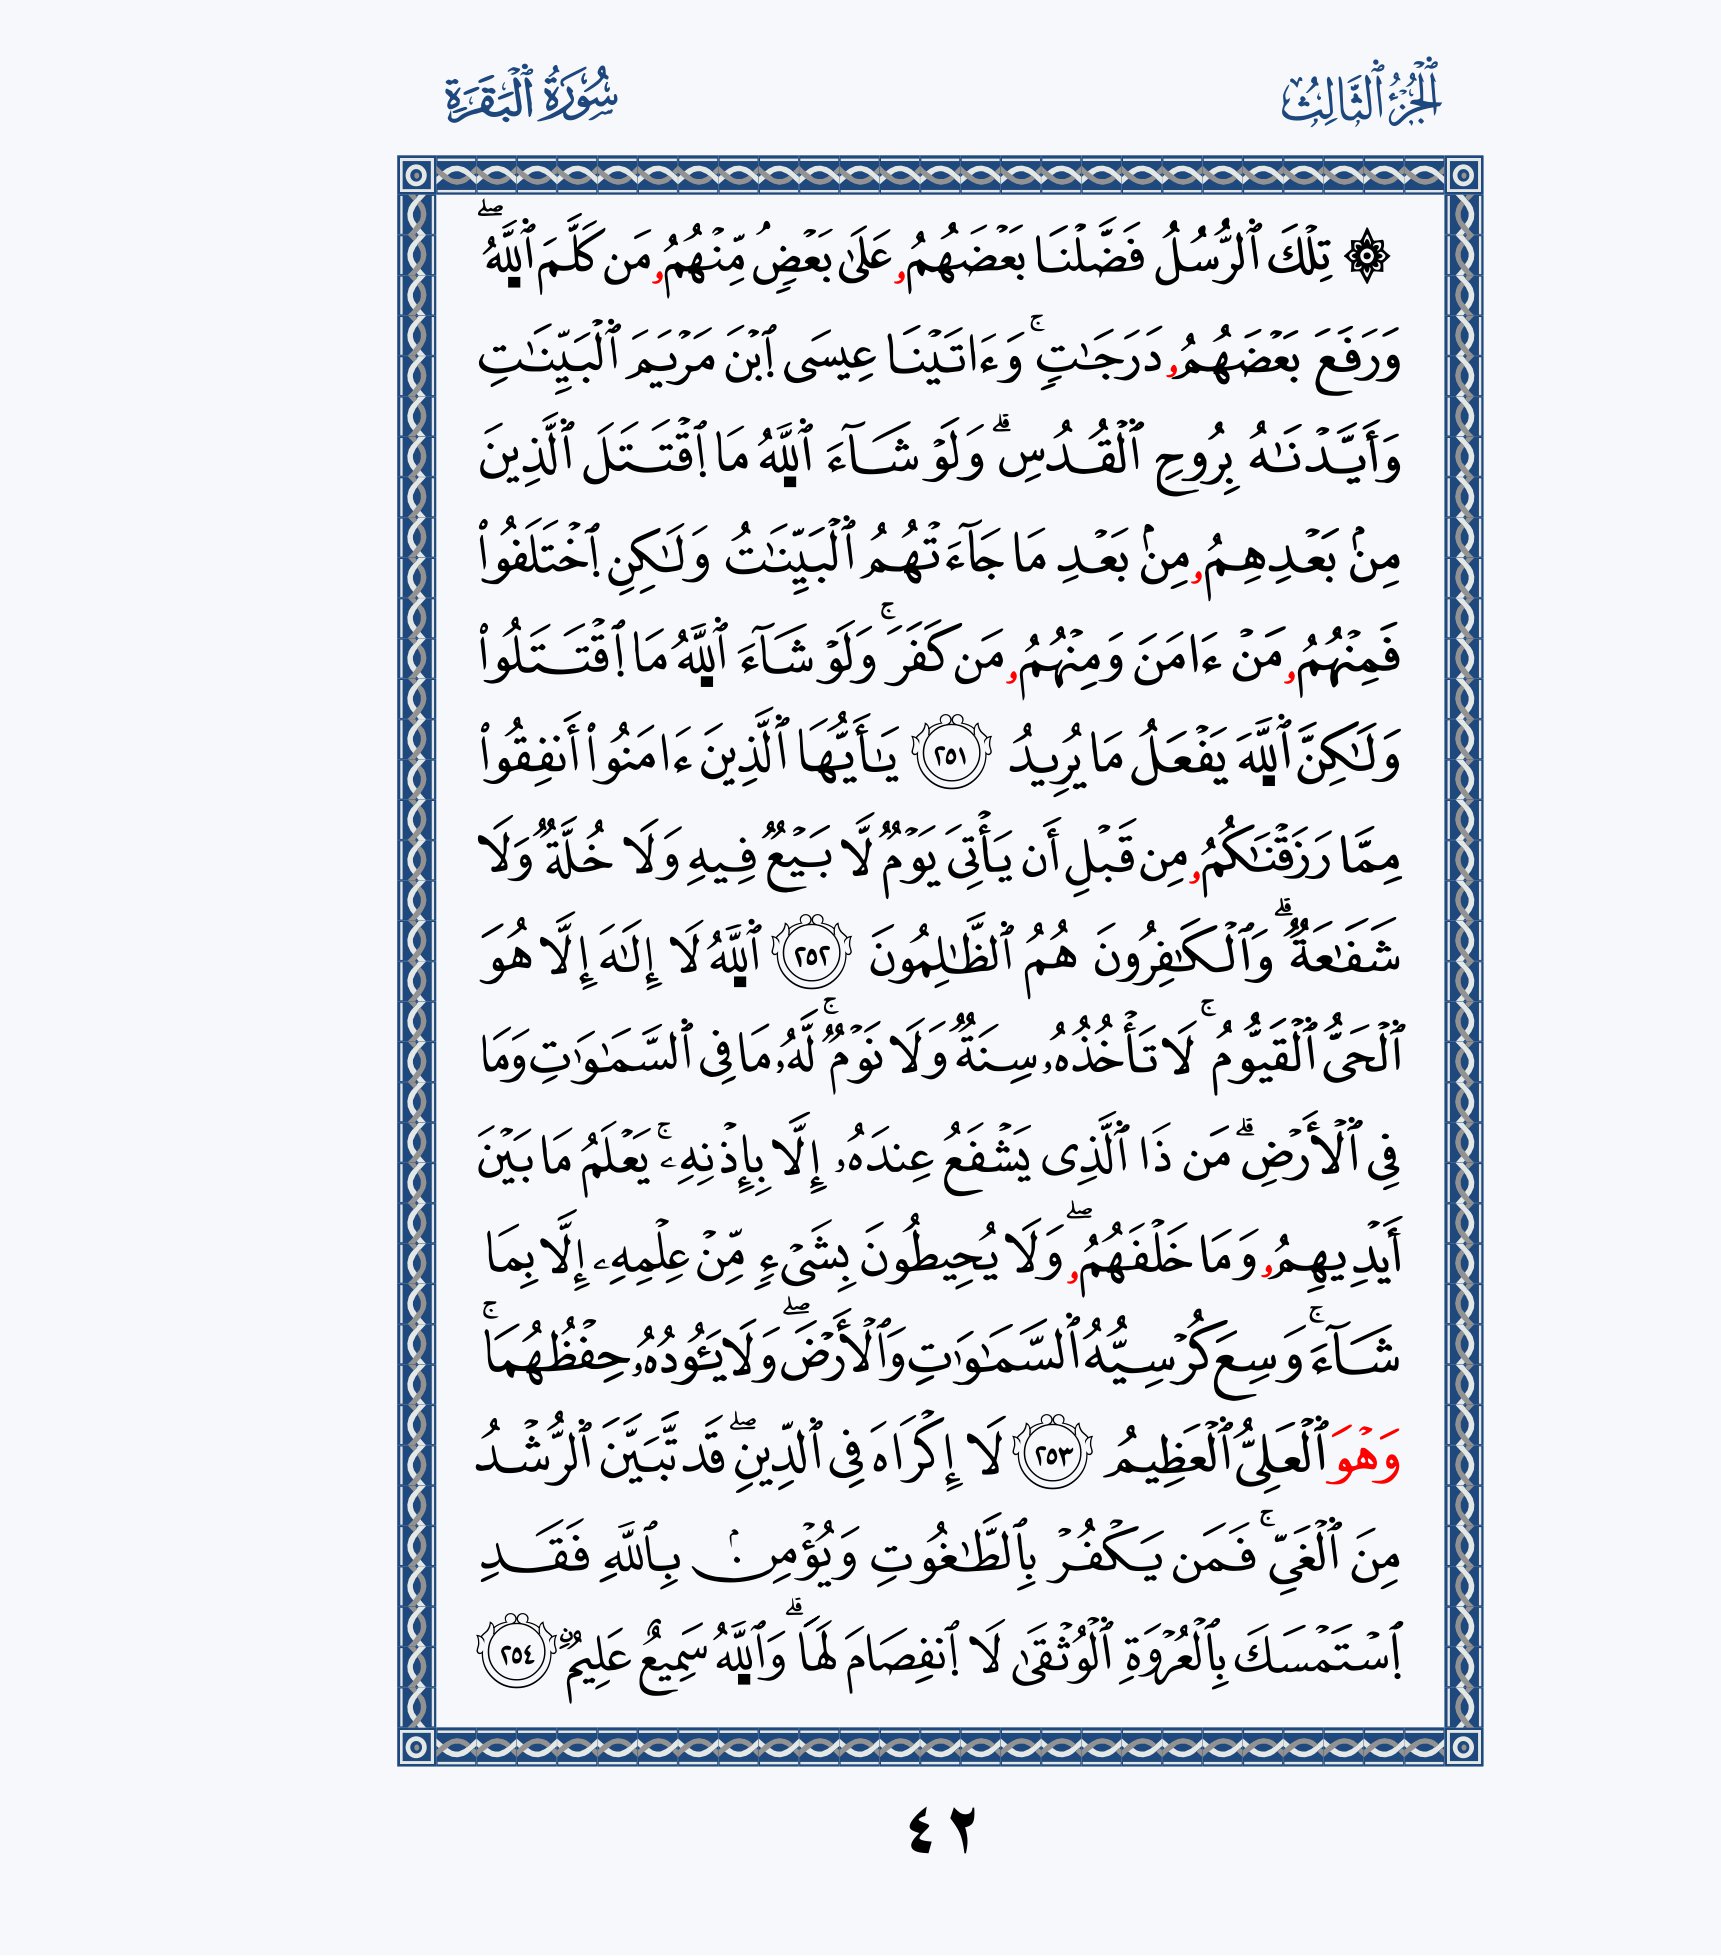 سُورَةُ ٱلْبَقَرَةِ
ٱلْجُزْءُ ٱلثَّالِثُ
۞ تِلْكَ ٱلرُّسُلُ فَضَّلْنَا بَعْضَهُمُۥ عَلَىٰ بَعْضٖ مِّنْهُمُۥ مَن كَلَّمَ ٱللَّهُۖ
وَرَفَعَ بَعْضَهُمُۥ دَرَجَٰتٖۚ وَءَاتَيْنَا عِيسَى ٱبْنَ مَرْيَمَ ٱلْبَيِّنَٰتِ
وَأَيَّدْنَٰهُ بِرُوحِ ٱلْقُدُسِۗ وَلَوْ شَآءَ ٱللَّهُ مَا ٱقْتَتَلَ ٱلَّذِينَ
مِنۢ بَعْدِهِمُۥ مِنۢ بَعْدِ مَا جَآءَتْهُمُ ٱلْبَيِّنَٰتُ وَلَٰكِنِ ٱخْتَلَفُوا۟
فَمِنْهُمُۥ مَنْ ءَامَنَ وَمِنْهُمُۥ مَن كَفَرَۚ وَلَوْ شَآءَ ٱللَّهُ مَا ٱقْتَتَلُوا۟
وَلَٰكِنَّ ٱللَّهَ يَفْعَلُ مَا يُرِيدُ ٢٥١ يَٰأَيُّهَا ٱلَّذِينَ ءَامَنُوا۟ أَنفِقُوا۟
مِمَّا رَزَقْنَٰكُمُۥ مِن قَبْلِ أَن يَأْتِىَ يَوْمٌ لَّا بَيْعٌ فِيهِ وَلَا خُلَّةٌ وَلَا
شَفَٰعَةٌۗ وَٱلْكَٰفِرُونَ هُمُ ٱلظَّٰلِمُونَ ٢٥٢ ٱللَّهُ لَا إِلَٰهَ إِلَّا هُوَ
ٱلْحَىُّ ٱلْقَيُّومُۚ لَا تَأْخُذُهُۥ سِنَةٌ وَلَا نَوْمٌۚ لَّهُۥ مَا فِى ٱلسَّمَٰوَٰتِ وَمَا
فِى ٱلْأَرْضِۗ مَن ذَا ٱلَّذِى يَشْفَعُ عِندَهُۥ إِلَّا بِإِذْنِهِۦۚ يَعْلَمُ مَا بَيْنَ
أَيْدِيهِمُۥ وَمَا خَلْفَهُمُۥۖ وَلَا يُحِيطُونَ بِشَىْءٍ مِّنْ عِلْمِهِۦ إِلَّا بِمَا
شَآءَۚ وَسِعَ كُرْسِيُّهُ ٱلسَّمَٰوَٰتِ وَٱلْأَرْضَۖ وَلَا يَـُٔودُهُۥ حِفْظُهُمَاۚ
وَهْوَ ٱلْعَلِىُّ ٱلْعَظِيمُ ٢٥٣ لَا إِكْرَاهَ فِى ٱلدِّينِۖ قَد تَّبَيَّنَ ٱلرُّشْدُ
مِنَ ٱلْغَىِّۚ فَمَن يَكْفُرْ بِٱلطَّٰغُوتِ وَيُؤْمِنۢ بِٱللَّهِ فَقَدِ
ٱسْتَمْسَكَ بِٱلْعُرْوَةِ ٱلْوُثْقَىٰ لَا ٱنفِصَامَ لَهَاۗ وَٱللَّهُ سَمِيعٌ عَلِيمٌ ٢٥٤
٤٢